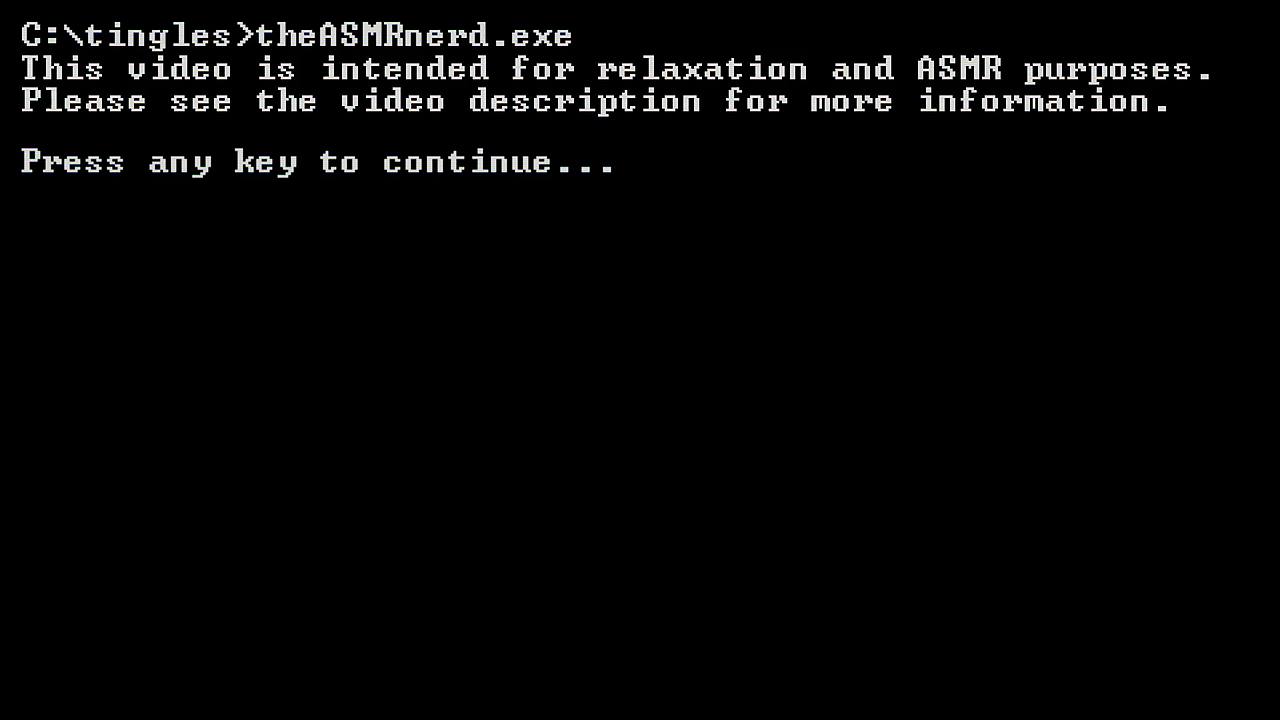 C:\tingles>theASMRnerd.exe
This video is intended for relaxation and ASMR purposes.
Please see the video description for more information.
Press any key to continue...